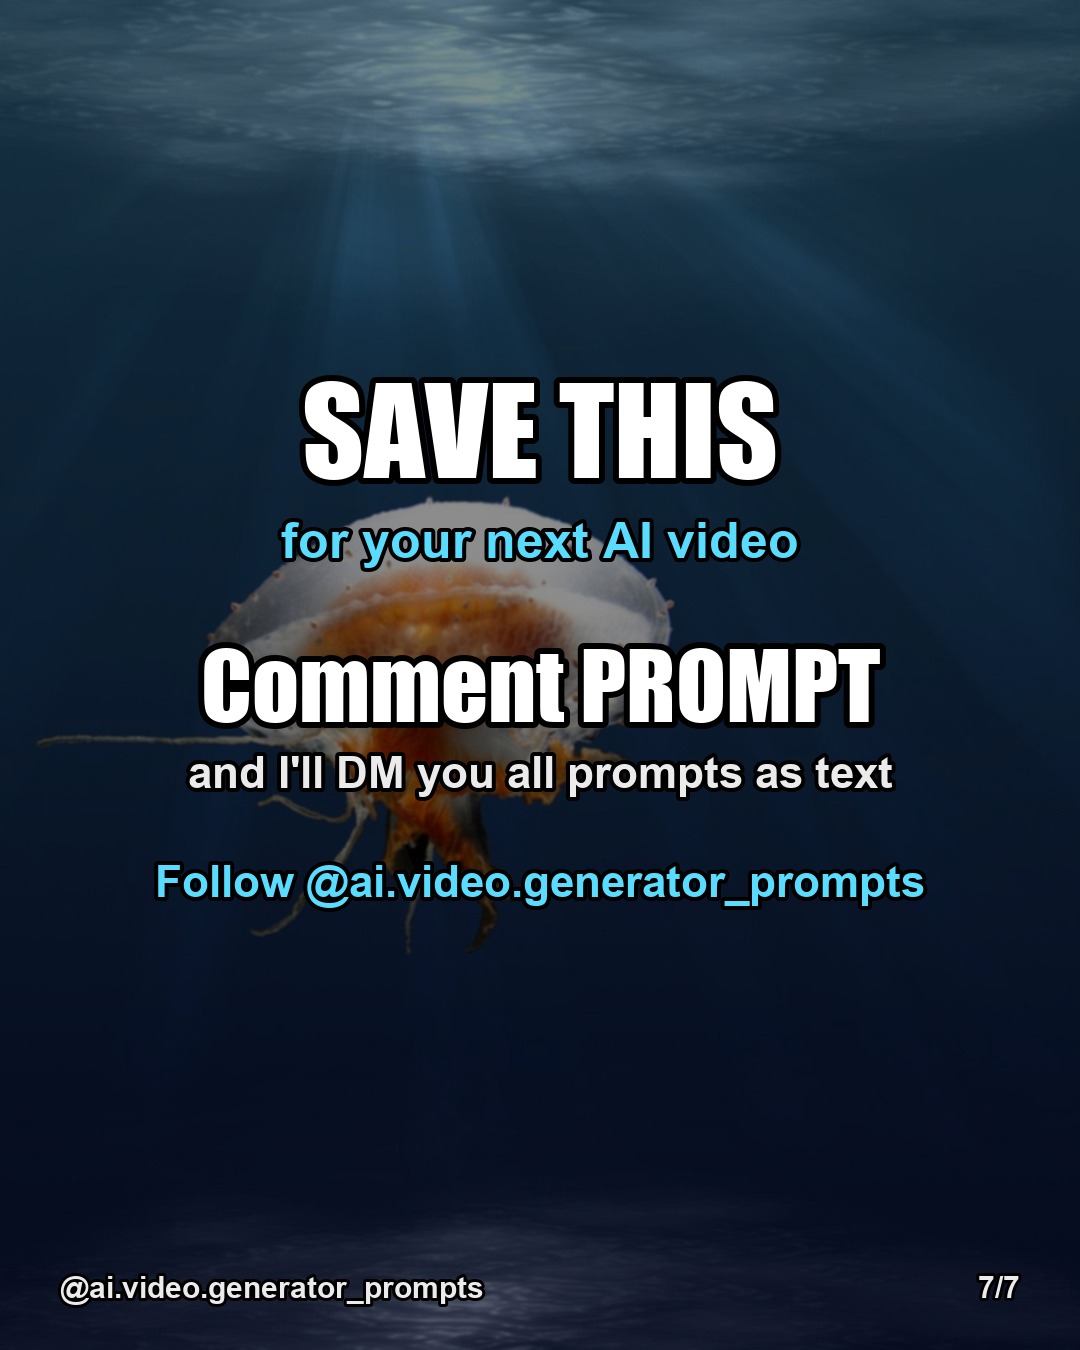 SAVE THIS
for your next AI video
Comment PROMPT
and I'll DM you all prompts as text
Follow @ai.video.generator_prompts
@ai.video.generator_prompts
7/7